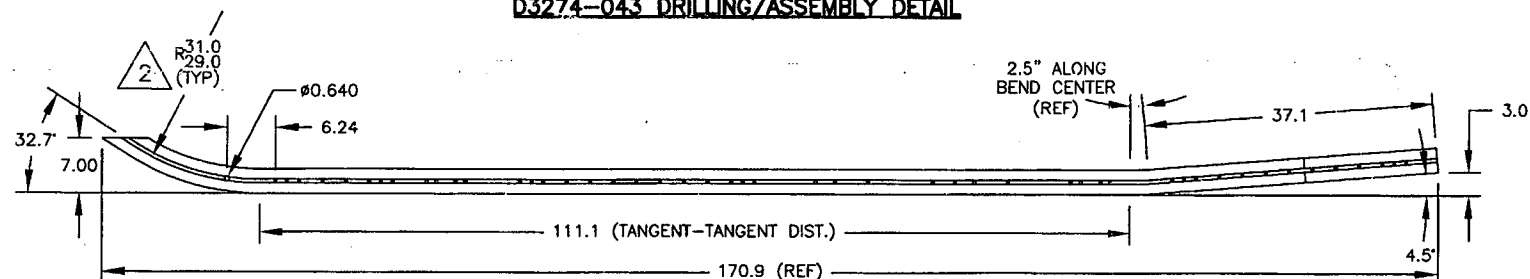 D3274-043 DRILLING/ASSEMBLY DETAIL
2
R31.0
29.0
(TYP)
Ø0.640
6.24
2.5" ALONG
BEND CENTER
(REF)
37.1
3.0
32.7°
7.00
111.1 (TANGENT-TANGENT DIST.)
4.5°
170.9 (REF)